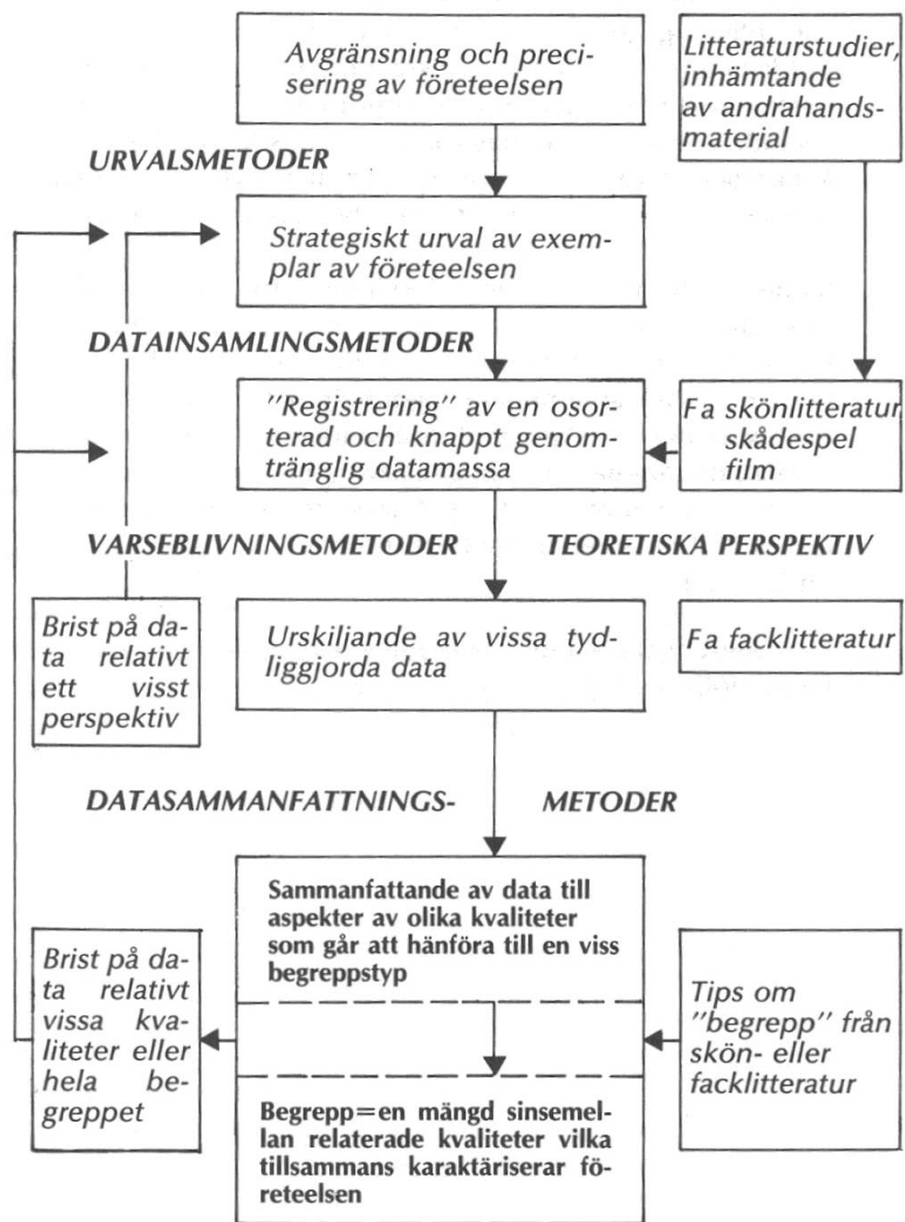 Avgränsning och preci-
sering av företeelsen
Litteraturstudier,
inhämtande
av andrahands-
material
URVALSMETODER
Strategiskt urval av exem-
plar av företeelsen
DATAINSAMLINGSMETODER
"Registrering" av en osor-
terad och knappt genom-
tränglig datamassa
Fa skönlitteratur
skådespel
film
VARSEBLIVNINGSMETODER
TEORETISKA PERSPEKTIV
Brist på da-
ta relativt
ett visst
perspektiv
Urskiljande av vissa tyd-
liggjorda data
Fa facklitteratur
DATASAMMANFATTNINGS-
METODER
Sammanfattande av data till
aspekter av olika kvaliteter
som går att hänföra till en viss
begreppstyp
Brist på da-
ta relativt
vissa kva-
liteter eller
hela be-
greppet
Tips om
"begrepp" från
skön- eller
facklitteratur
Begrepp=en mängd sinsemel-
lan relaterade kvaliteter vilka
tillsammans karaktäriserar fö-
reteelsen